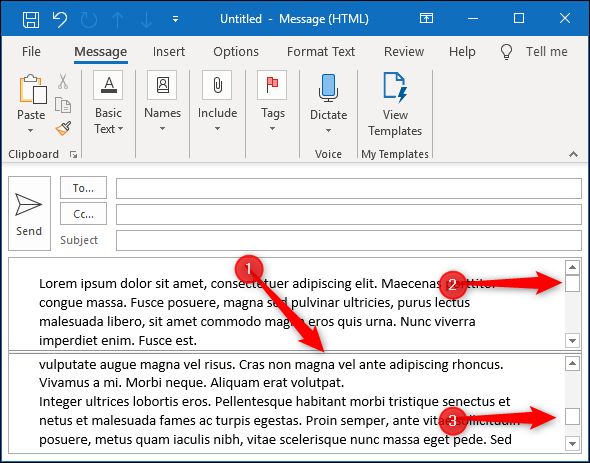 Untitled - Message (HTML)
File Message Insert Options Format Text Review Help Tell me
Paste Basic Text Names Include Tags Dictate View Templates
Clipboard Voice My Templates
To...
Cc...
Send
Subject
1
2
Lorem ipsum dolor sit amet, consectetuer adipiscing elit. Maecenas porttitor
congue massa. Fusce posuere, magna sed pulvinar ultricies, purus lectus
malesuada libero, sit amet commodo magna eros quis urna. Nunc viverra
imperdiet enim. Fusce est.
vulputate augue magna vel risus. Cras non magna vel ante adipiscing rhoncus.
Vivamus a mi. Morbi neque. Aliquam erat volutpat.
Integer ultrices lobortis eros. Pellentesque habitant morbi tristique senectus et
netus et malesuada fames ac turpis egestas. Proin semper, ante vitae sollicitudin
3
posuere, metus quam iaculis nibh, vitae scelerisque nunc massa eget pede. Sed